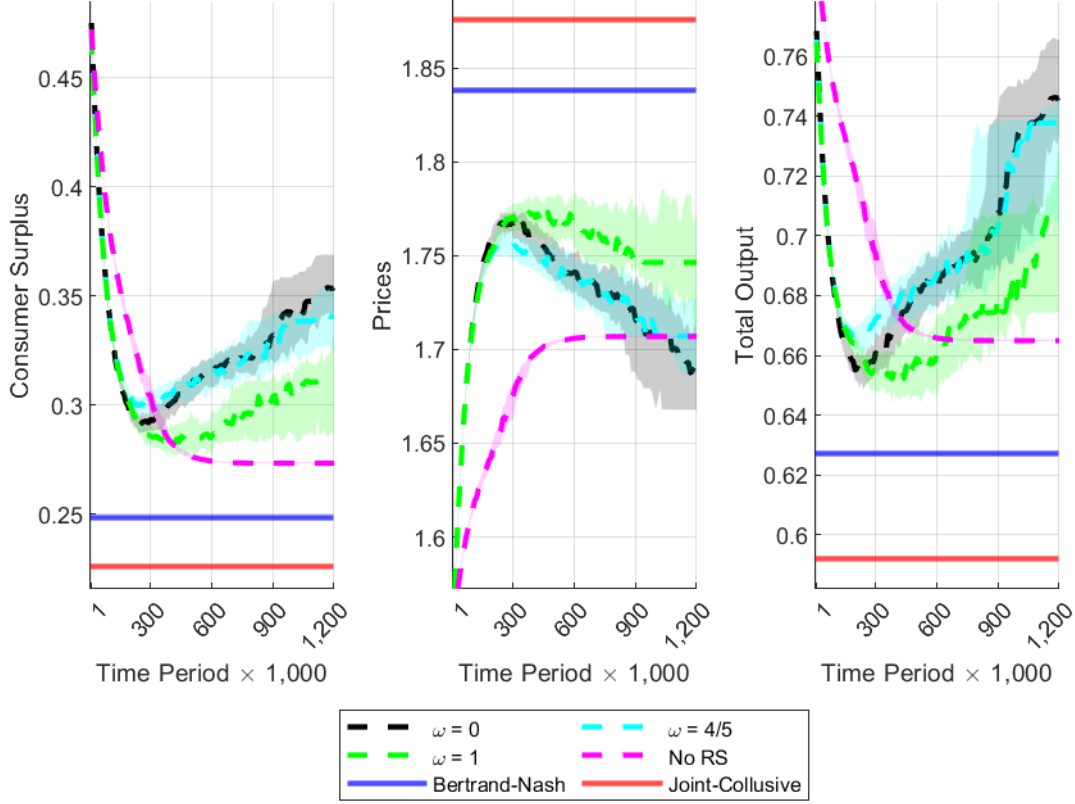 Consumer Surplus
0.45
0.4
0.35
0.3
0.25
1
300
600
900
1,200
Time Period × 1,000
Prices
1.85
1.8
1.75
1.7
1.65
1.6
1
300
600
900
1,200
Time Period × 1,000
Total Output
0.76
0.74
0.72
0.7
0.68
0.66
0.64
0.62
0.6
1
300
600
900
1,200
Time Period × 1,000
ω = 0
ω = 4/5
ω = 1
No RS
Bertrand-Nash
Joint-Collusive